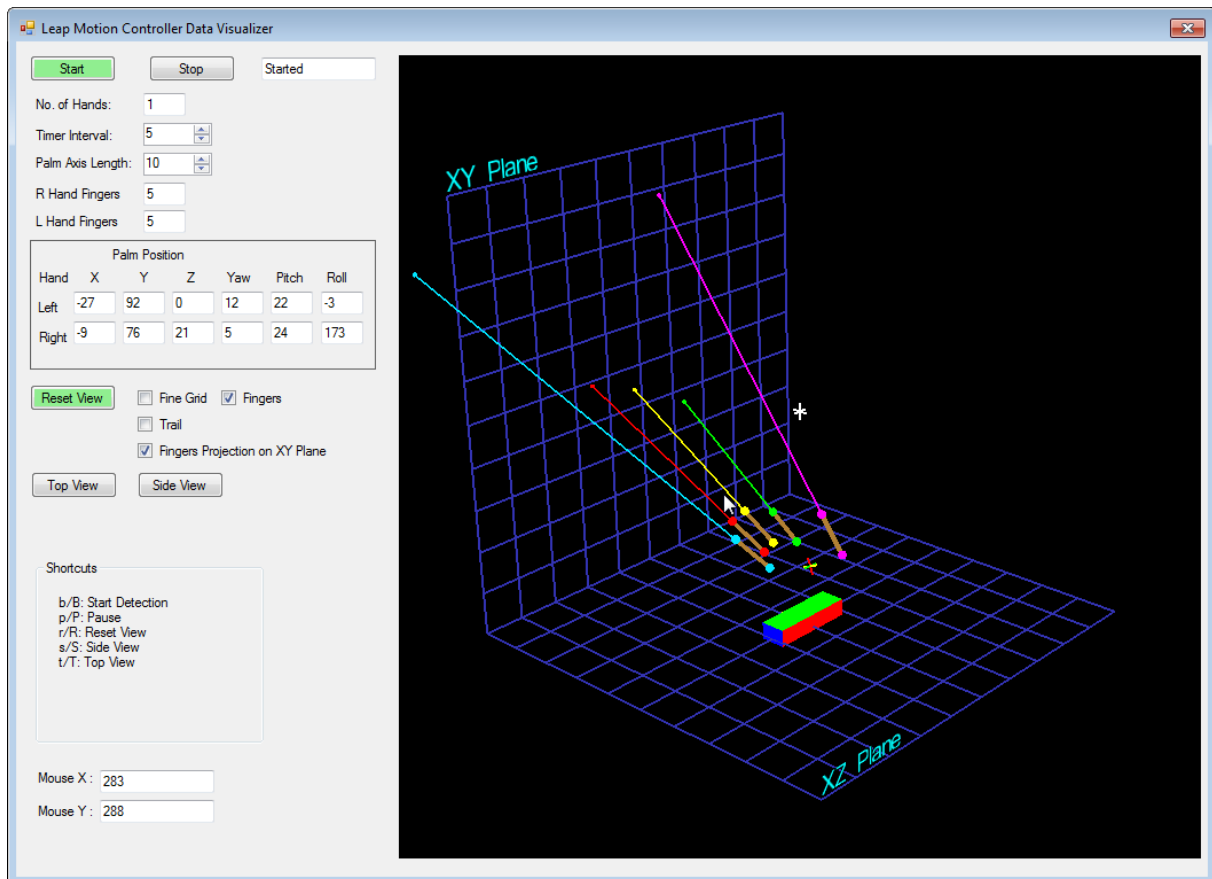 Leap Motion Controller Data Visualizer
Start Stop Started
No. of Hands: 1
Timer Interval: 5
Palm Axis Length: 10
R Hand Fingers 5
L Hand Fingers 5
Palm Position
Hand X Y Z Yaw Pitch Roll
Left -27 92 0 12 22 -3
Right -9 76 21 5 24 173
Reset View Fine Grid Fingers
Trail
Fingers Projection on XY Plane
Top View Side View
Shortcuts
b/B: Start Detection
p/P: Pause
r/R: Reset View
s/S: Side View
t/T: Top View
Mouse X : 283
Mouse Y : 288
XY Plane
XZ Plane